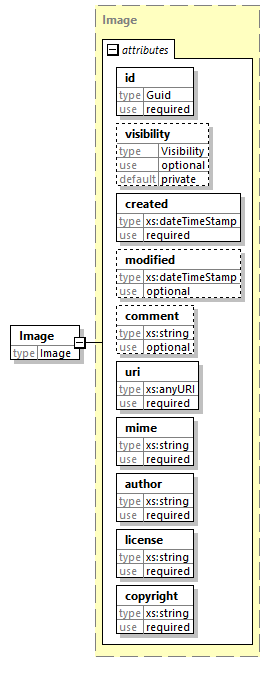 Image
attributes
id
type Guid
use required
visibility
type Visibility
use optional
default private
created
type xs:dateTimeStamp
use required
modified
type xs:dateTimeStamp
use optional
comment
type xs:string
use optional
Image
type Image
uri
type xs:anyURI
use required
mime
type xs:string
use required
author
type xs:string
use required
license
type xs:string
use required
copyright
type xs:string
use required